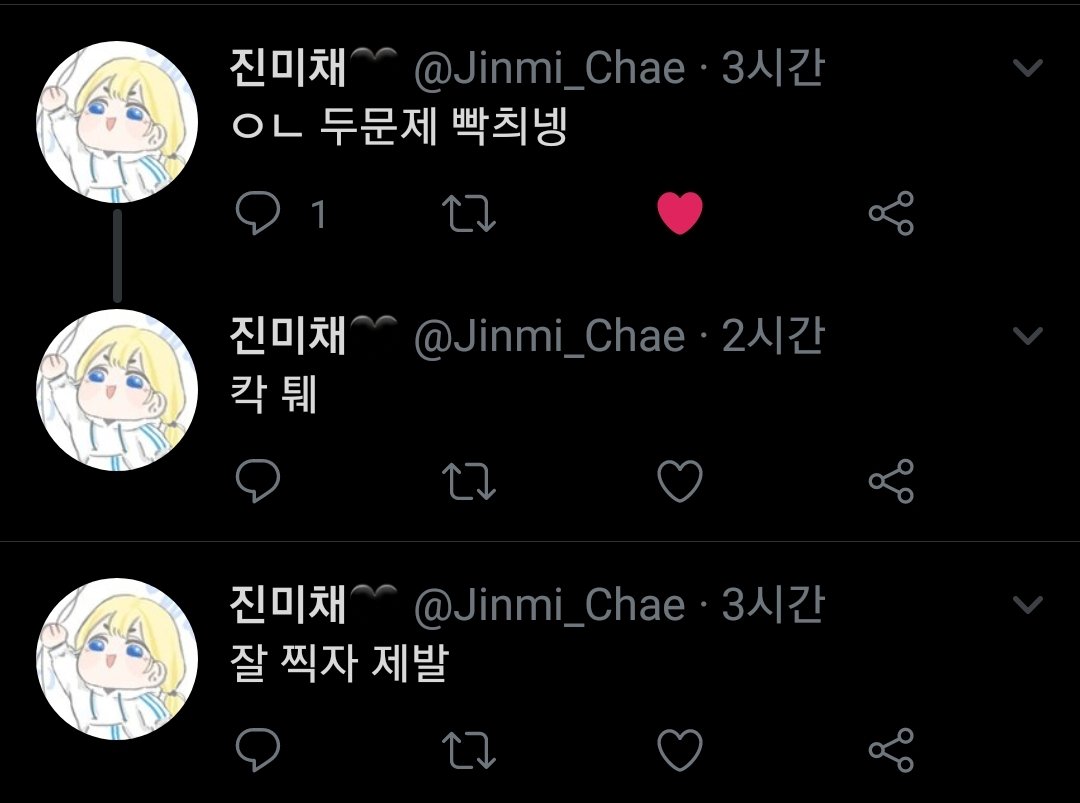 진미채🖤 @Jinmi_Chae · 3시간
ㅇㄴ 두문제 빡츼넹
1
진미채🖤 @Jinmi_Chae · 2시간
칵 퉤
진미채🖤 @Jinmi_Chae · 3시간
잘 찍자 제발